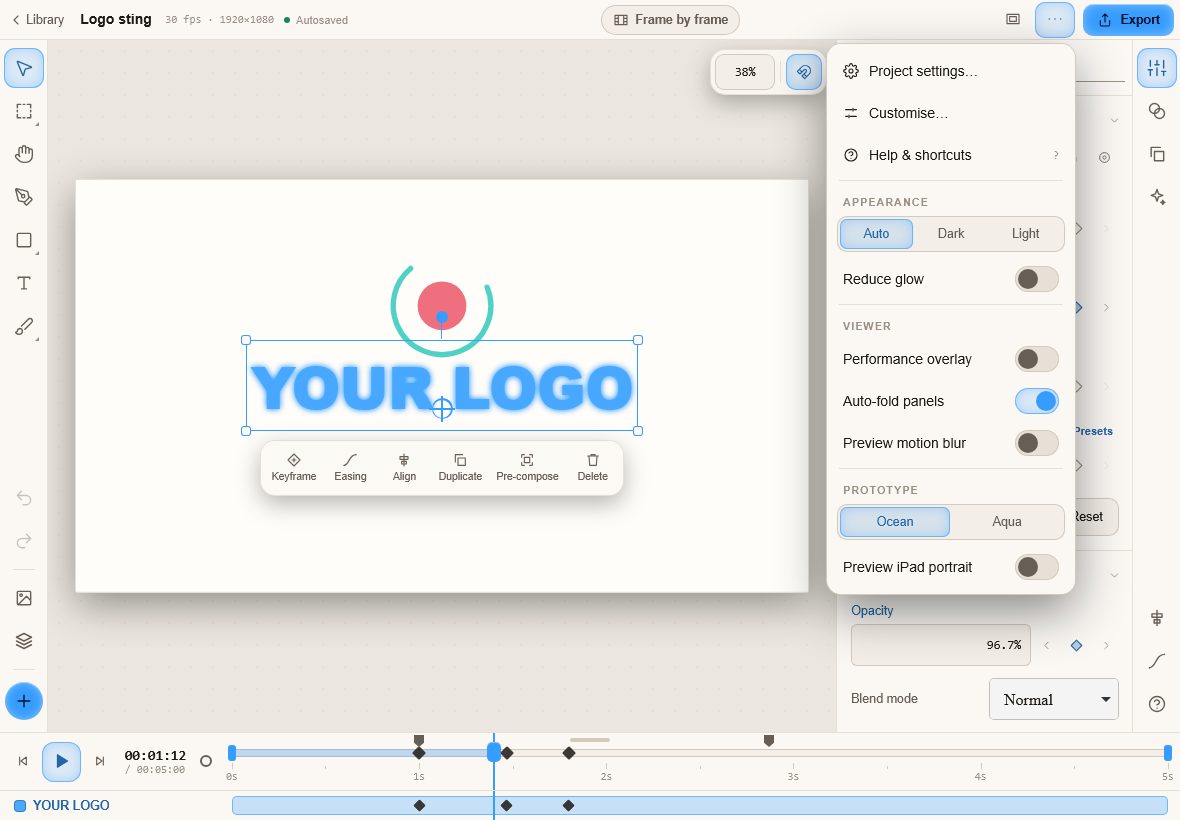 Library
Logo sting
30 fps · 1920×1080
Autosaved
Frame by frame
Export
38%
Project settings…
Customise…
Help & shortcuts
?
APPEARANCE
Auto
Dark
Light
Reduce glow
VIEWER
Performance overlay
Auto-fold panels
Preview motion blur
PROTOTYPE
Ocean
Aqua
Preview iPad portrait
Presets
Reset
YOUR LOGO
Keyframe
Easing
Align
Duplicate
Pre-compose
Delete
Opacity
96.7%
Blend mode
Normal
00:01:12
/ 00:05:00
0s
1s
2s
3s
4s
5s
YOUR LOGO